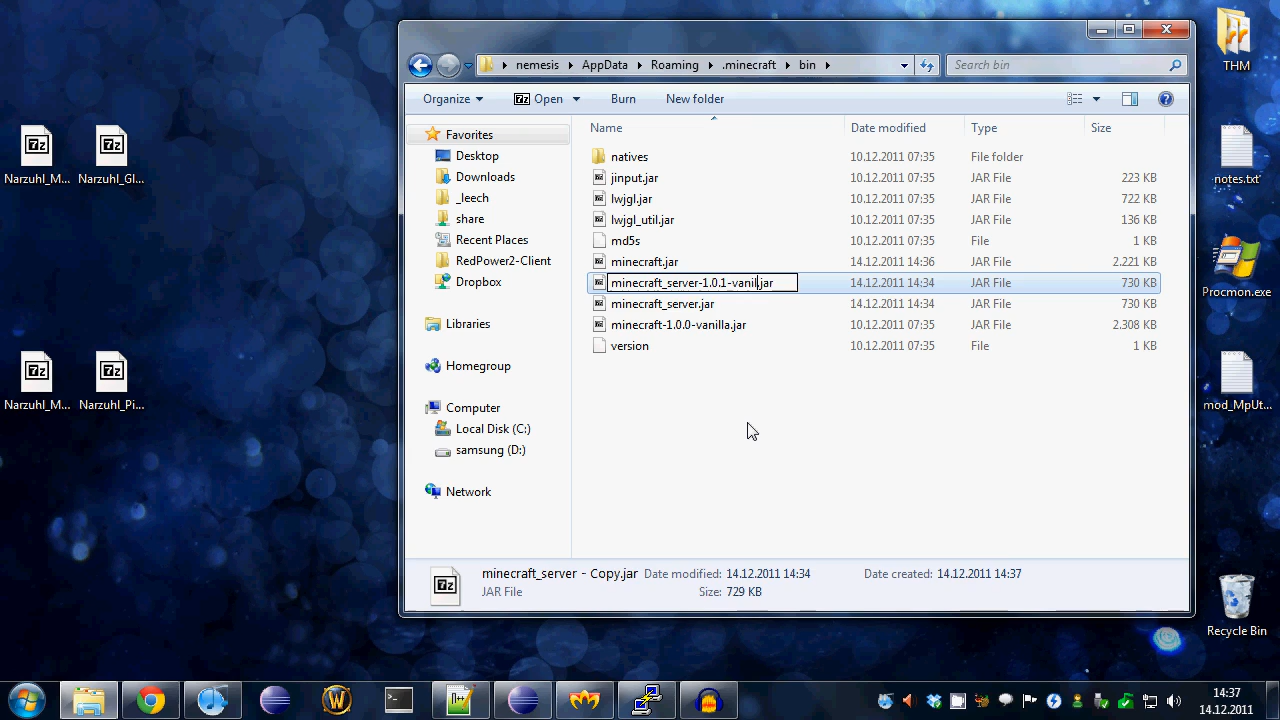 THM
nemesis AppData Roaming .minecraft bin Search bin
Organize Open Burn New folder
Favorites
Desktop
Downloads
_leech
share
Recent Places
RedPower2-Client
Dropbox
Libraries
Homegroup
Computer
Local Disk (C:)
samsung (D:)
Network
Name Date modified Type Size
natives 10.12.2011 07:35 File folder
jinput.jar 10.12.2011 07:35 JAR File 223 KB
lwjgl.jar 10.12.2011 07:35 JAR File 722 KB
lwjgl_util.jar 10.12.2011 07:35 JAR File 136 KB
md5s 10.12.2011 07:35 File 1 KB
minecraft.jar 14.12.2011 14:36 JAR File 2.221 KB
minecraft_server-1.0.1-vanil.jar 14.12.2011 14:34 JAR File 730 KB
minecraft_server.jar 14.12.2011 14:34 JAR File 730 KB
minecraft-1.0.0-vanilla.jar 10.12.2011 07:35 JAR File 2.308 KB
version 10.12.2011 07:35 File 1 KB
minecraft_server - Copy.jar Date modified: 14.12.2011 14:34 Date created: 14.12.2011 14:37
JAR File Size: 729 KB
7z
7z
Narzuhl_M... Narzuhl_Gl...
7z
7z
Narzuhl_M... Narzuhl_Pi...
notes.txt
Procmon.exe
mod_MpUt...
Recycle Bin
14:37
14.12.2011